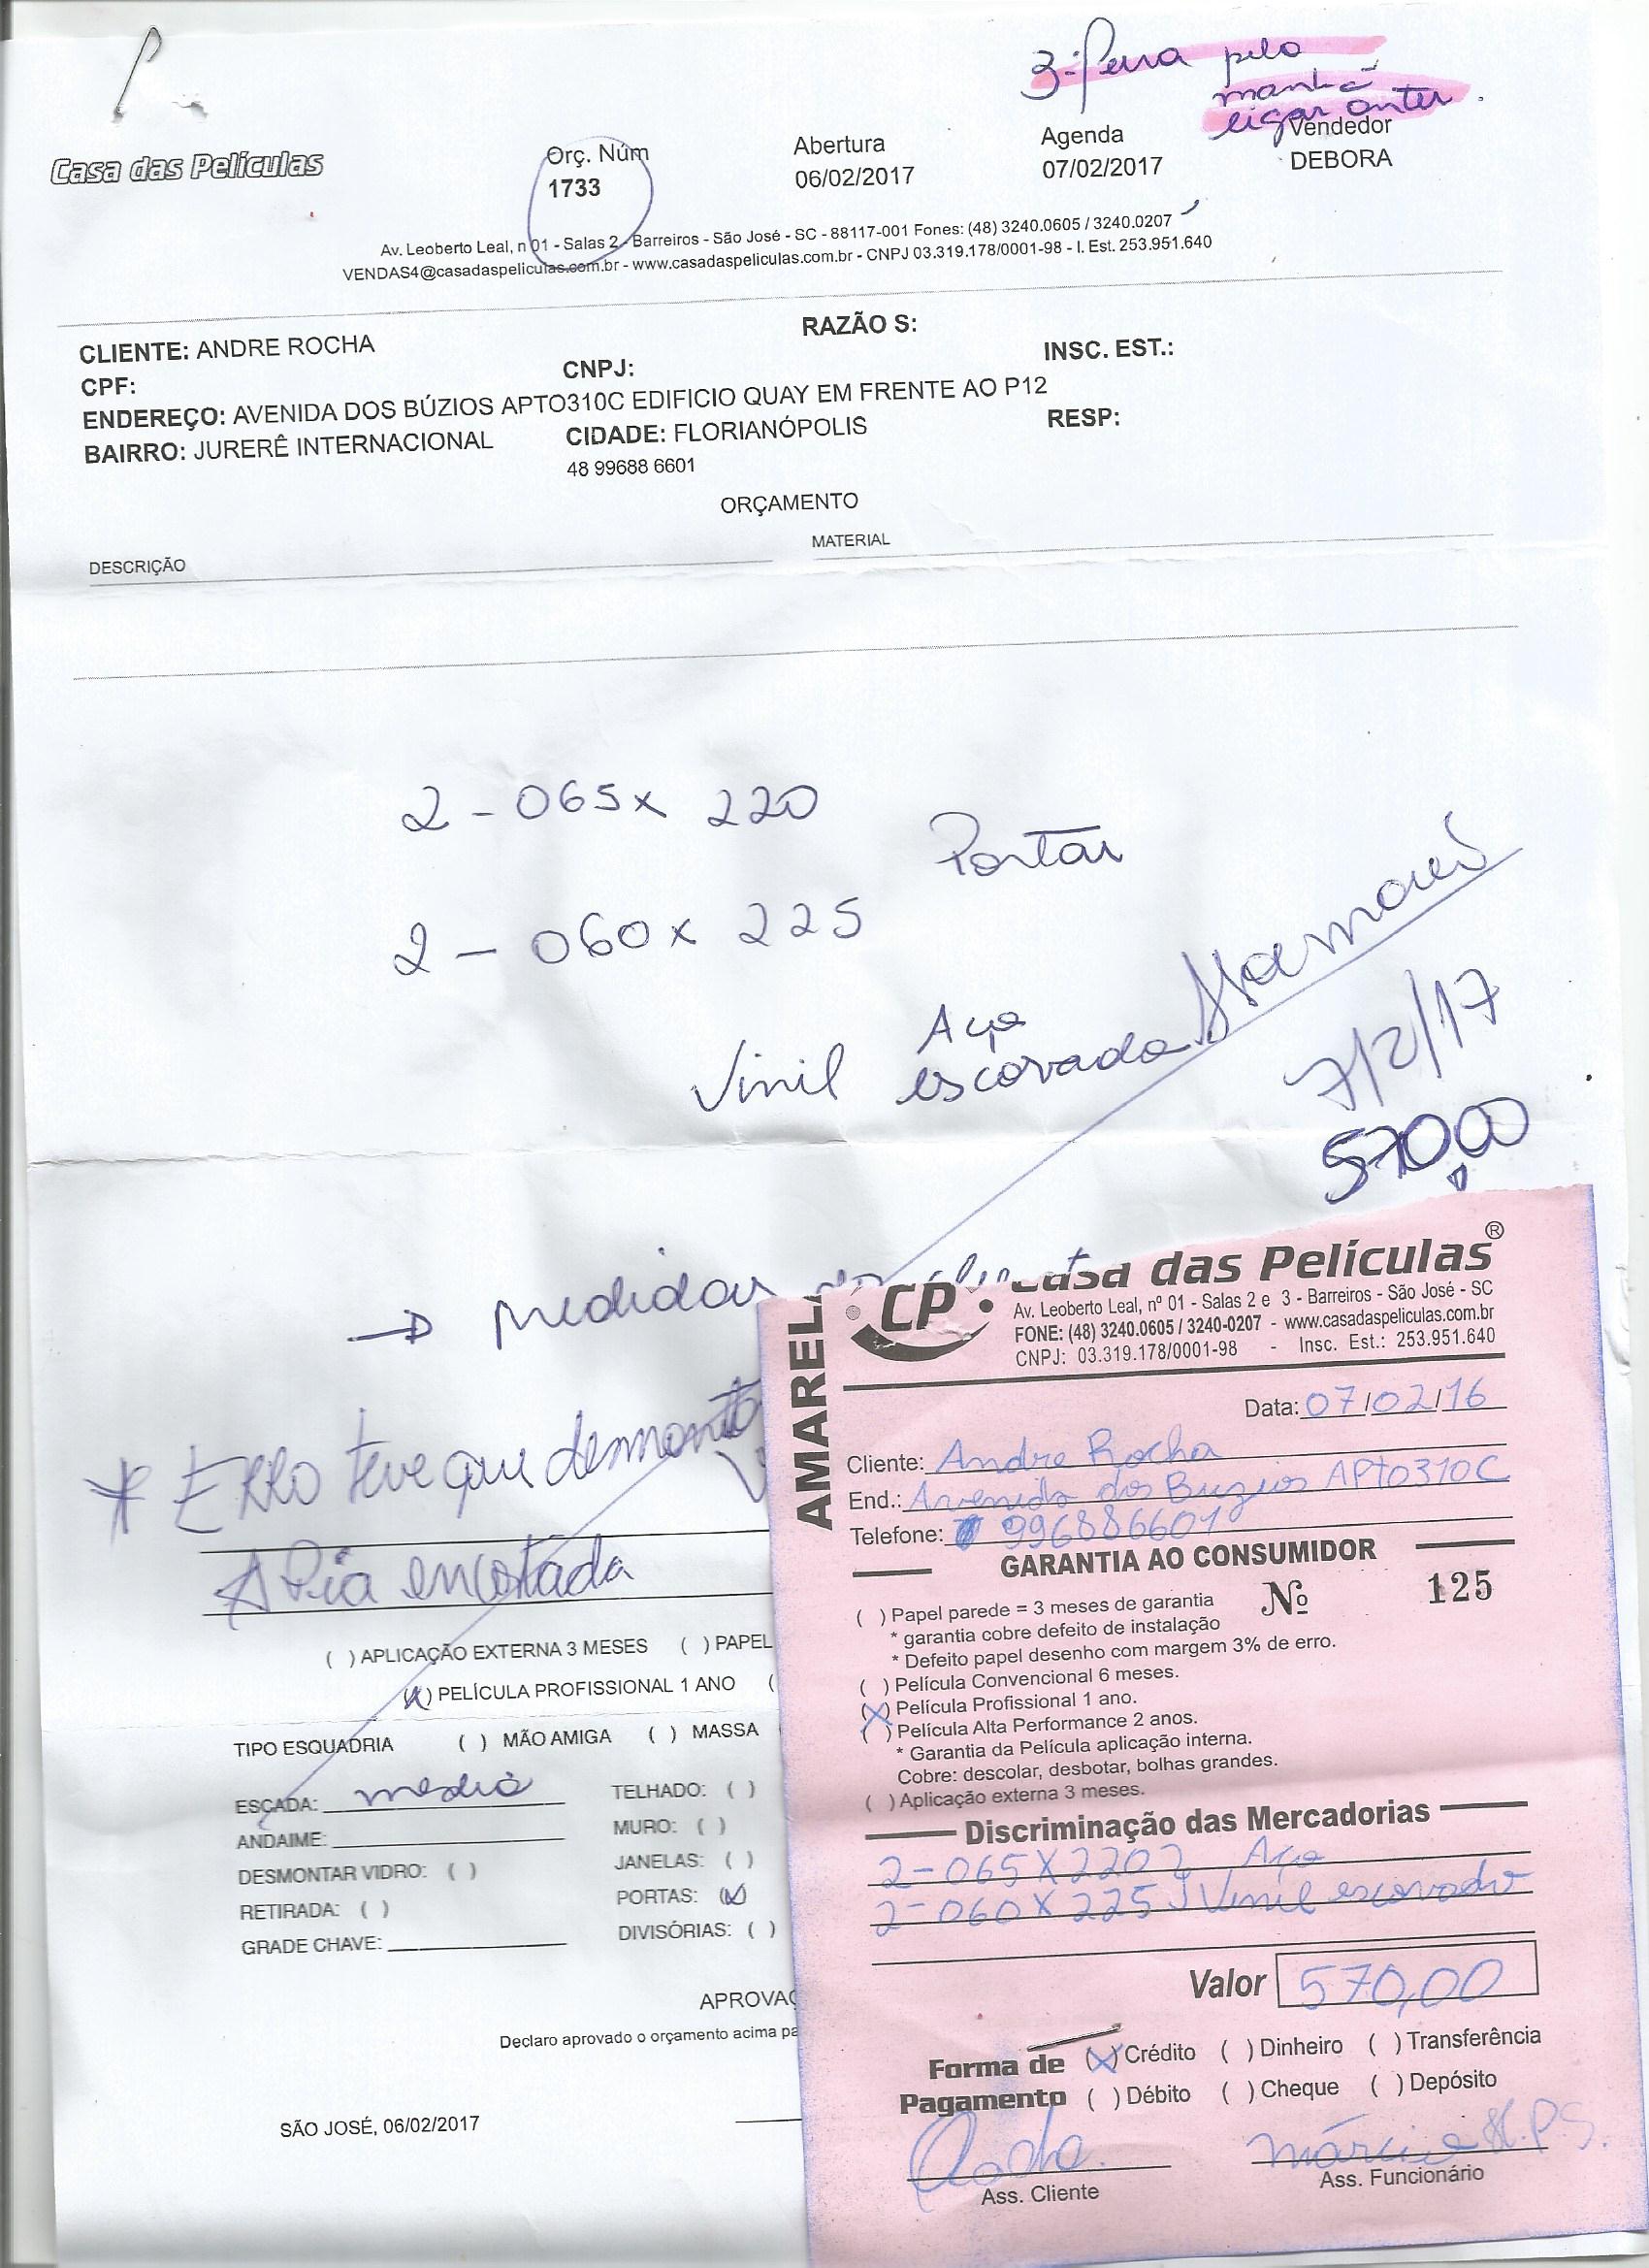 3ª-feira pela
manhã
ligar antes.
Casa das Películas
Orç. Núm
1733
Abertura
06/02/2017
Agenda
07/02/2017
Vendedor
DEBORA
Av. Leoberto Leal, n 01 - Salas 2 - Barreiros - São José - SC - 88117-001 Fones: (48) 3240.0605 / 3240.0207
VENDAS4@casadaspeliculas.com.br - www.casadaspeliculas.com.br - CNPJ 03.319.178/0001-98 - I. Est. 253.951.640
CLIENTE: ANDRE ROCHA RAZÃO S:
CPF: CNPJ: INSC. EST.:
ENDEREÇO: AVENIDA DOS BÚZIOS APTO310C EDIFICIO QUAY EM FRENTE AO P12
BAIRRO: JURERÊ INTERNACIONAL CIDADE: FLORIANÓPOLIS RESP:
48 99688 6601
ORÇAMENTO
DESCRIÇÃO MATERIAL
2 - 065 x 220
Portas
2 - 060 x 225
Aço
Vinil escovado
7/2/17
570,00
→ medidas do
* ERRO teve que desmontar
A Pia encostada
( ) APLICAÇÃO EXTERNA 3 MESES ( ) PAPEL
(x) PELÍCULA PROFISSIONAL 1 ANO (
TIPO ESQUADRIA ( ) MÃO AMIGA ( ) MASSA
ESCADA: media TELHADO: ( )
ANDAIME: MURO: ( )
DESMONTAR VIDRO: ( ) JANELAS: ( )
RETIRADA: ( ) PORTAS: (x)
GRADE CHAVE: DIVISÓRIAS: ( )
APROVAÇ
Declaro aprovado o orçamento acima pa
SÃO JOSÉ, 06/02/2017
AMAREL
CP Casa das Películas®
Av. Leoberto Leal, nº 01 - Salas 2 e 3 - Barreiros - São José - SC
FONE: (48) 3240.0605 / 3240-0207 - www.casadaspeliculas.com.br
CNPJ: 03.319.178/0001-98 - Insc. Est.: 253.951.640
Data: 07/02/16
Cliente: Andre Rocha
End.: Avenida dos Buzios APTO310C
Telefone: 996886601
GARANTIA AO CONSUMIDOR
Nº 125
( ) Papel parede = 3 meses de garantia
* garantia cobre defeito de instalação
* Defeito papel desenho com margem 3% de erro.
( ) Película Convencional 6 meses.
(x) Película Profissional 1 ano.
( ) Película Alta Performance 2 anos.
* Garantia da Película aplicação interna.
Cobre: descolar, desbotar, bolhas grandes.
( ) Aplicação externa 3 meses.
Discriminação das Mercadorias
2-065 X 220 } Aço
2-060 X 225 } Vinil escovado
Valor 570,00
Forma de (x) Crédito ( ) Dinheiro ( ) Transferência
Pagamento ( ) Débito ( ) Cheque ( ) Depósito
Rocha.
Ass. Cliente
Ass. Funcionário